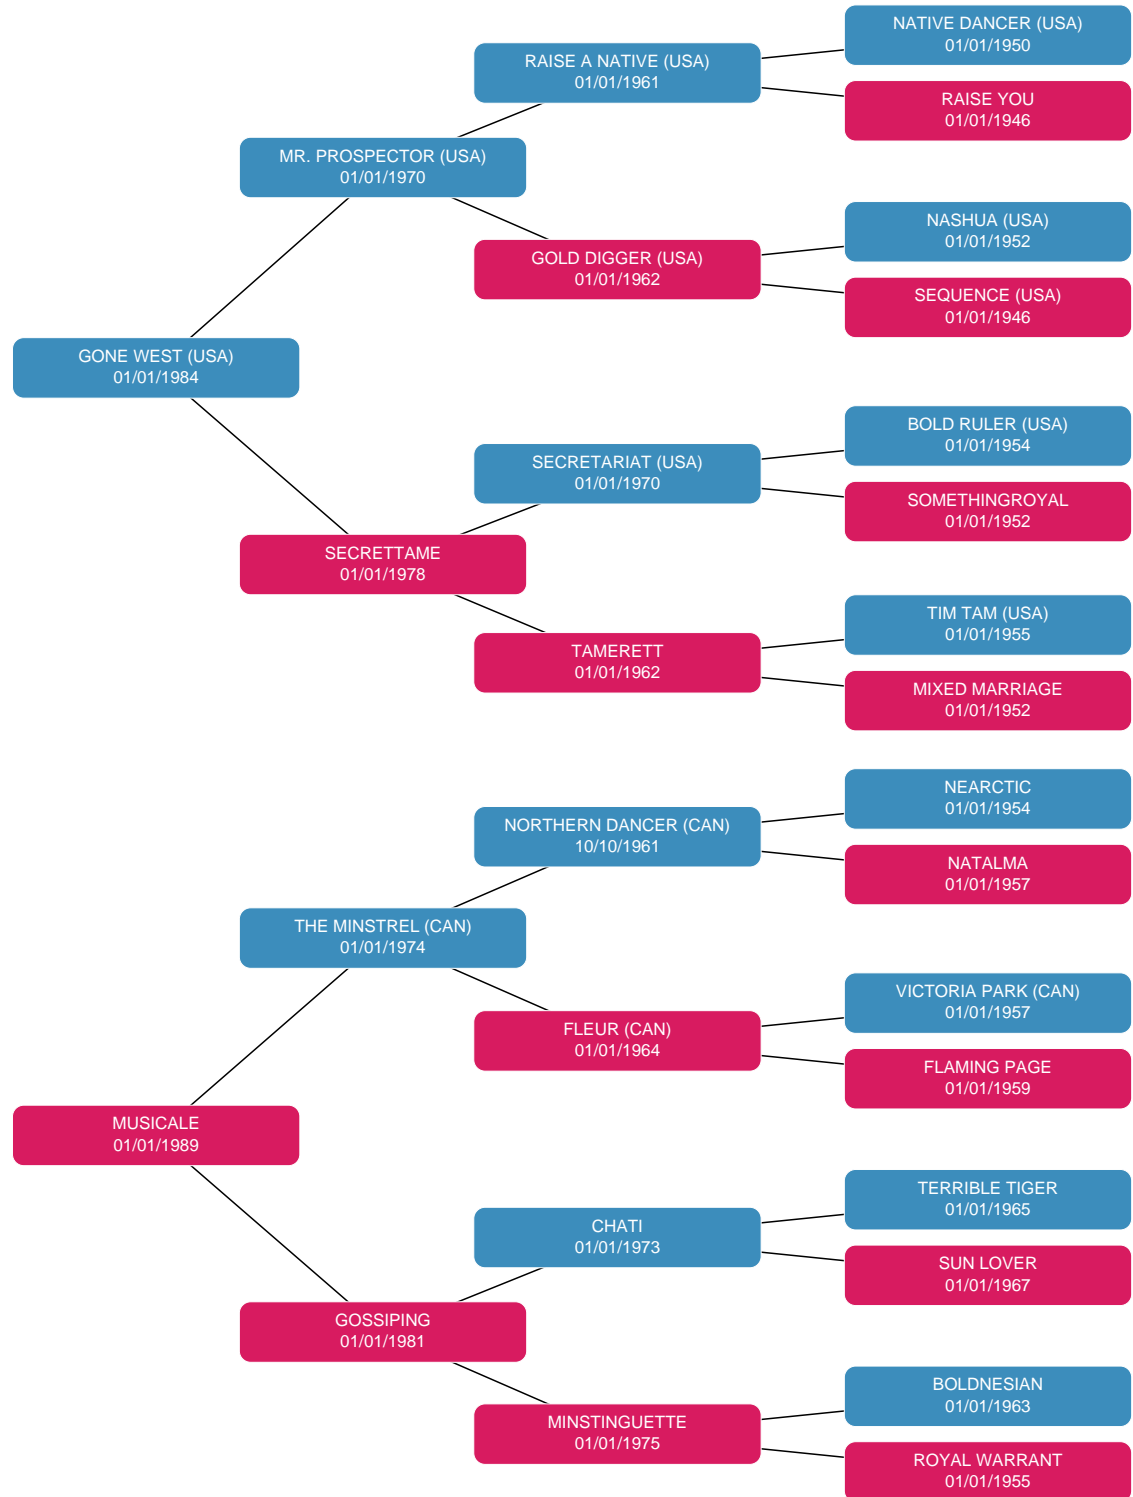 NATIVE DANCER (USA)
01/01/1950
RAISE A NATIVE (USA)
01/01/1961
RAISE YOU
01/01/1946
MR. PROSPECTOR (USA)
01/01/1970
NASHUA (USA)
01/01/1952
GOLD DIGGER (USA)
01/01/1962
SEQUENCE (USA)
01/01/1946
GONE WEST (USA)
01/01/1984
BOLD RULER (USA)
01/01/1954
SECRETARIAT (USA)
01/01/1970
SOMETHINGROYAL
01/01/1952
SECRETTAME
01/01/1978
TIM TAM (USA)
01/01/1955
TAMERETT
01/01/1962
MIXED MARRIAGE
01/01/1952
NEARCTIC
01/01/1954
NORTHERN DANCER (CAN)
10/10/1961
NATALMA
01/01/1957
THE MINSTREL (CAN)
01/01/1974
VICTORIA PARK (CAN)
01/01/1957
FLEUR (CAN)
01/01/1964
FLAMING PAGE
01/01/1959
MUSICALE
01/01/1989
TERRIBLE TIGER
01/01/1965
CHATI
01/01/1973
SUN LOVER
01/01/1967
GOSSIPING
01/01/1981
BOLDNESIAN
01/01/1963
MINSTINGUETTE
01/01/1975
ROYAL WARRANT
01/01/1955